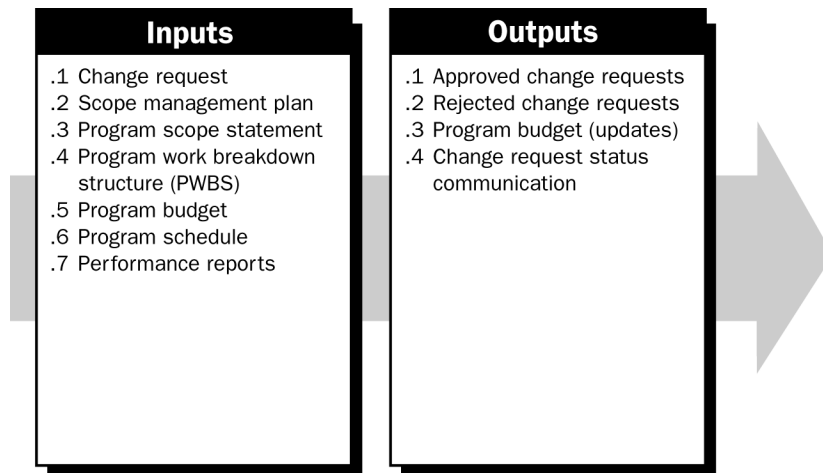 Inputs
.1 Change request
.2 Scope management plan
.3 Program scope statement
.4 Program work breakdown
structure (PWBS)
.5 Program budget
.6 Program schedule
.7 Performance reports
Outputs
.1 Approved change requests
.2 Rejected change requests
.3 Program budget (updates)
.4 Change request status
communication